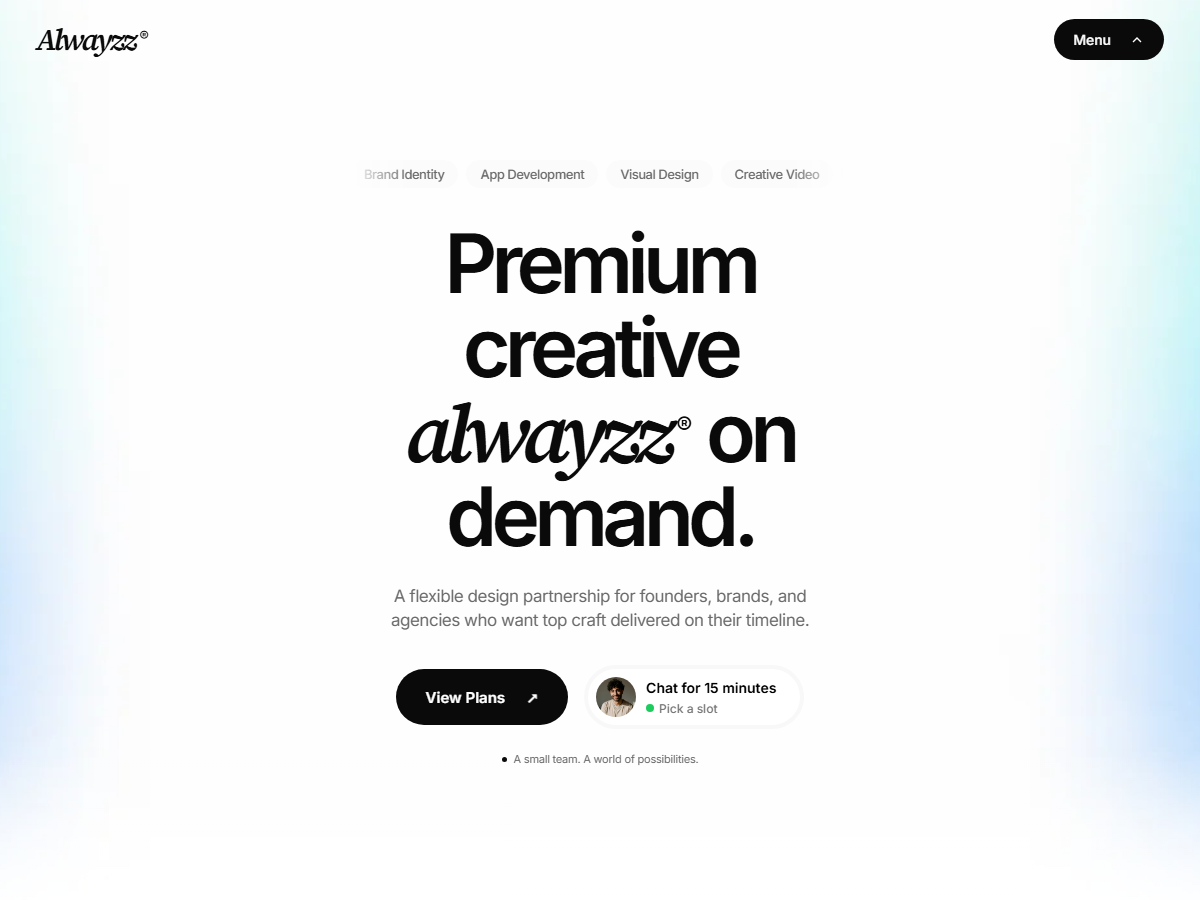 Alwayzz®
Menu
Brand Identity
App Development
Visual Design
Creative Video
Premium
creative
alwayzz® on
demand.
A flexible design partnership for founders, brands, and
agencies who want top craft delivered on their timeline.
View Plans ↗
Chat for 15 minutes
Pick a slot
A small team. A world of possibilities.